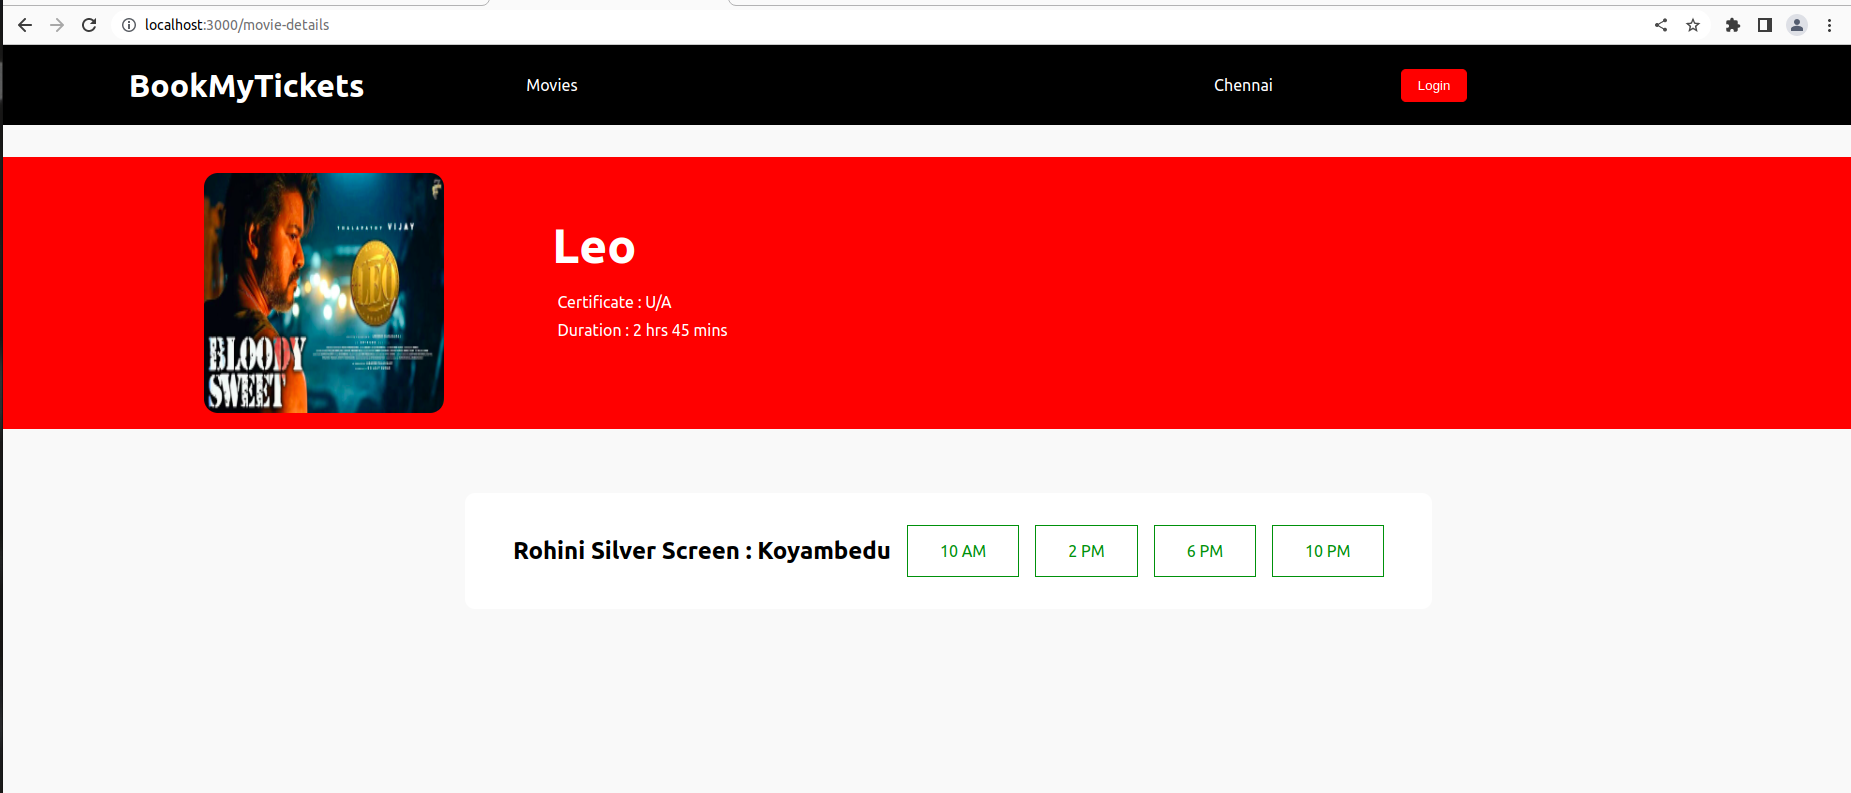 localhost:3000/movie-details
BookMyTickets Movies Chennai Login
THALAPATHY VIJAY
LEO
BLOODY
SWEET
Leo
Certificate : U/A
Duration : 2 hrs 45 mins
Rohini Silver Screen : Koyambedu 10 AM 2 PM 6 PM 10 PM